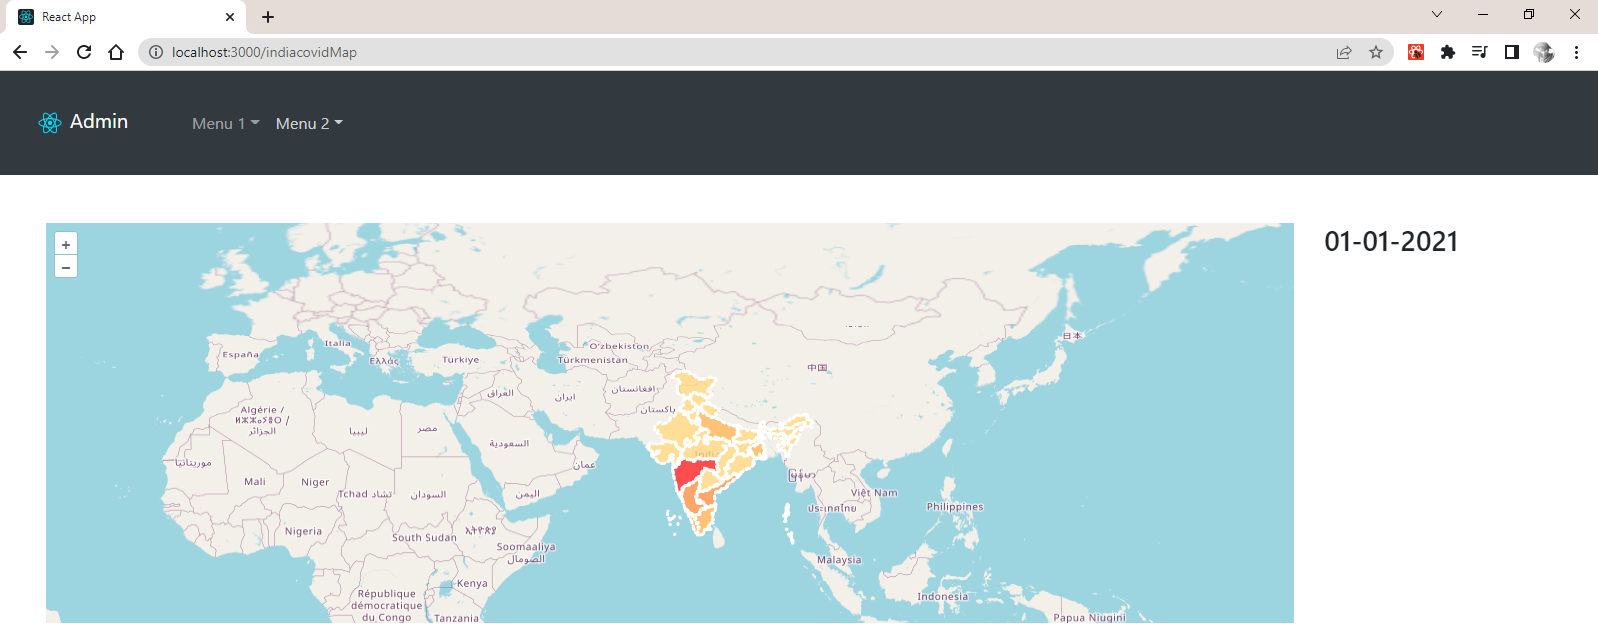 React App
localhost:3000/indiacovidMap
Admin
Menu 1
Menu 2
01-01-2021
+
−
España
Italia
Ελλάς
Türkiye
O'zbekiston
Türkmenistan
中国
日本
العراق
ایران
افغانستان
پاکستان
Algérie /
الجزائر
ليبيا
مصر
السعودية
عمان
India
موريتانيا
Mali
Niger
Tchad تشاد
السودان
اليمن
Việt Nam
ประเทศไทย
Philippines
Nigeria
South Sudan
ኢትዮጵያ
Soomaaliya
الصومال
Malaysia
Kenya
République
démocratique
du Congo
Tanzania
Indonesia
Papua Niugini